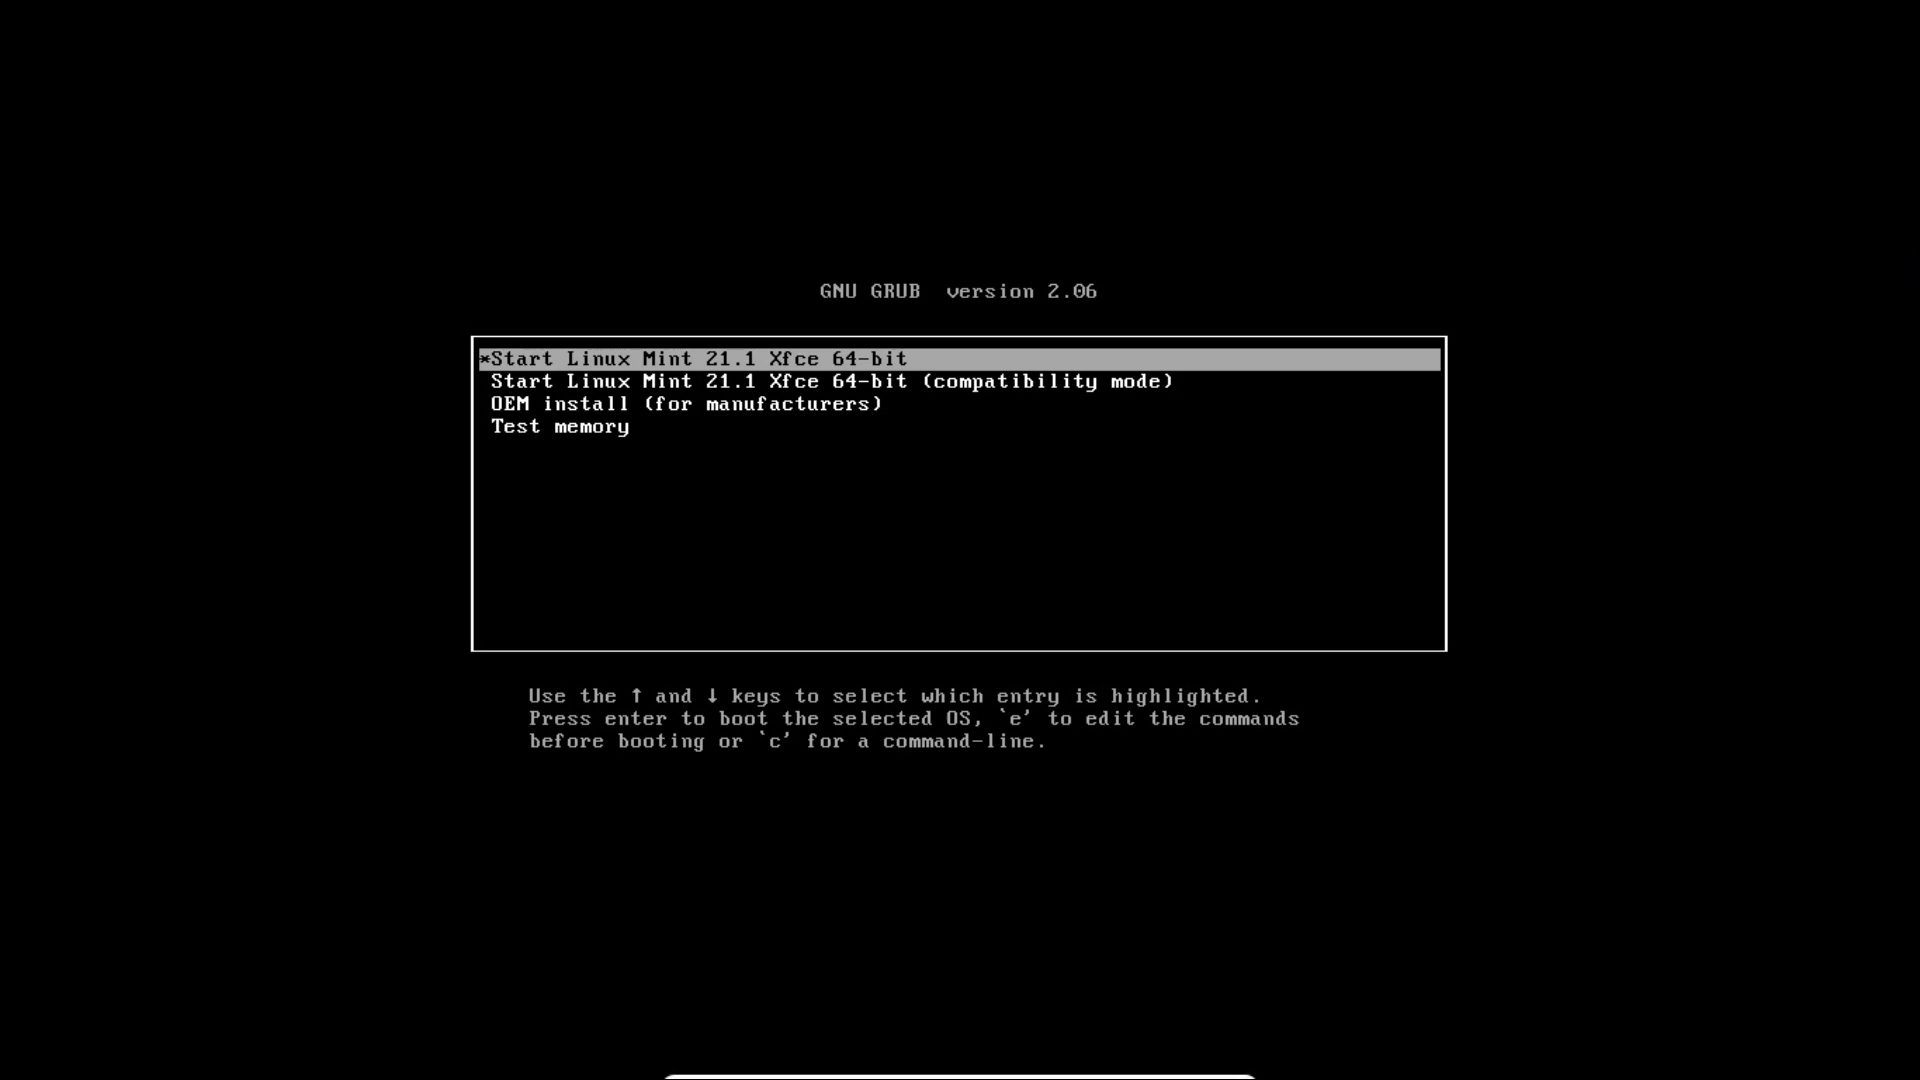 GNU GRUB  version 2.06
*Start Linux Mint 21.1 Xfce 64-bit
Start Linux Mint 21.1 Xfce 64-bit (compatibility mode)
OEM install (for manufacturers)
Test memory
Use the ↑ and ↓ keys to select which entry is highlighted.
Press enter to boot the selected OS, `e' to edit the commands
before booting or `c' for a command-line.